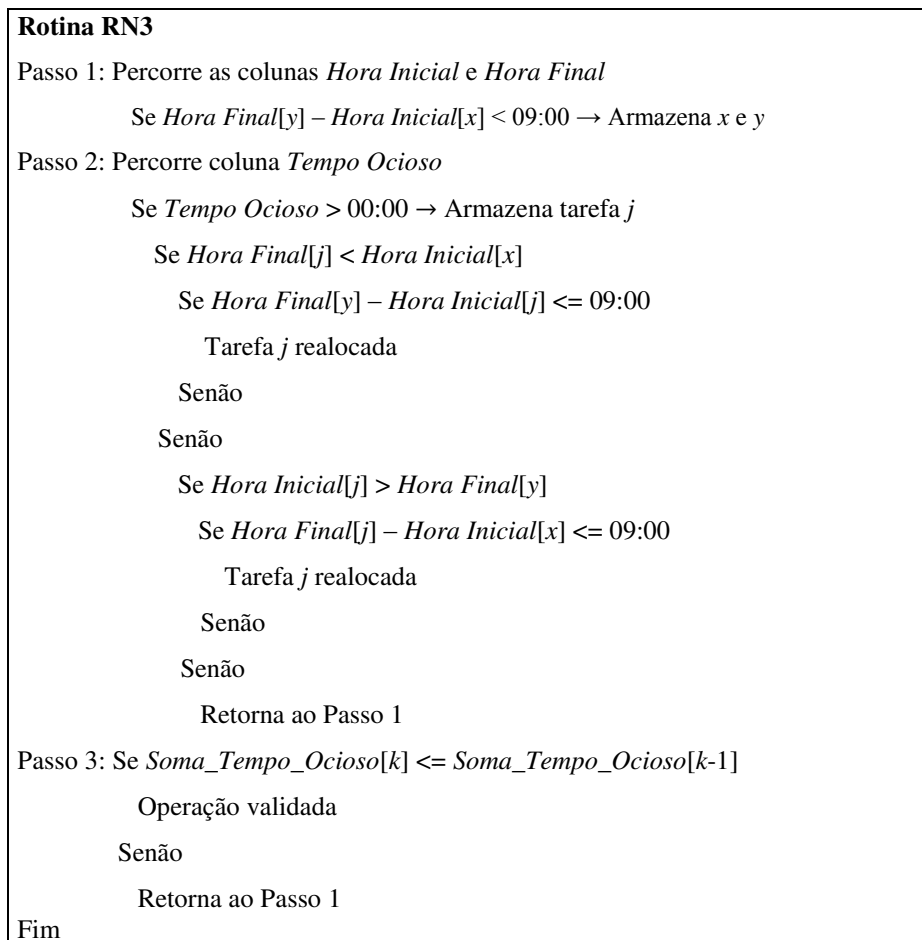 Rotina RN3
Passo 1: Percorre as colunas Hora Inicial e Hora Final
Se Hora Final[y] – Hora Inicial[x] < 09:00 → Armazena x e y
Passo 2: Percorre coluna Tempo Ocioso
Se Tempo Ocioso > 00:00 → Armazena tarefa j
Se Hora Final[j] < Hora Inicial[x]
Se Hora Final[y] – Hora Inicial[j] <= 09:00
Tarefa j realocada
Senão
Senão
Se Hora Inicial[j] > Hora Final[y]
Se Hora Final[j] – Hora Inicial[x] <= 09:00
Tarefa j realocada
Senão
Senão
Retorna ao Passo 1
Passo 3: Se Soma_Tempo_Ocioso[k] <= Soma_Tempo_Ocioso[k-1]
Operação validada
Senão
Retorna ao Passo 1
Fim